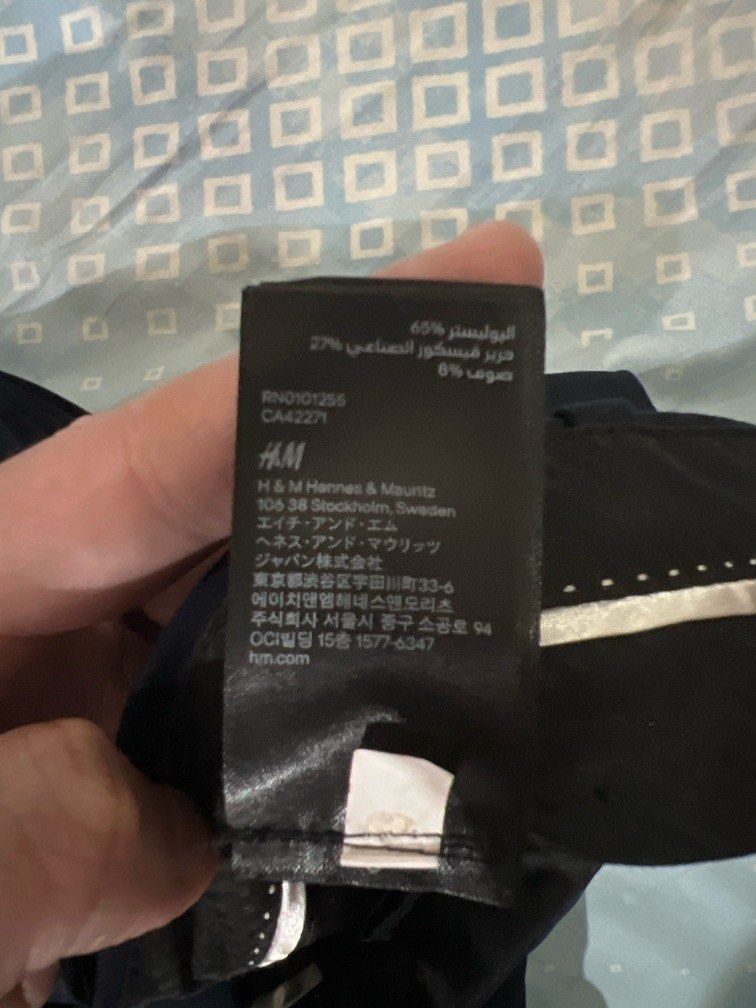 البوليستر 65%
حرير فيسكوز الصناعي 27%
صوف 8%
RN0101255
CA42271
H&M
H & M Hennes & Mauritz
106 38 Stockholm, Sweden
エイチ・アンド・エム
ヘネス・アンド・マウリッツ
ジャパン株式会社
東京都渋谷区宇田川町33-6
에이치앤엠헤네스앤모리츠
주식회사 서울시 중구 소공로 94
OCI빌딩 15층 1577-6347
hm.com